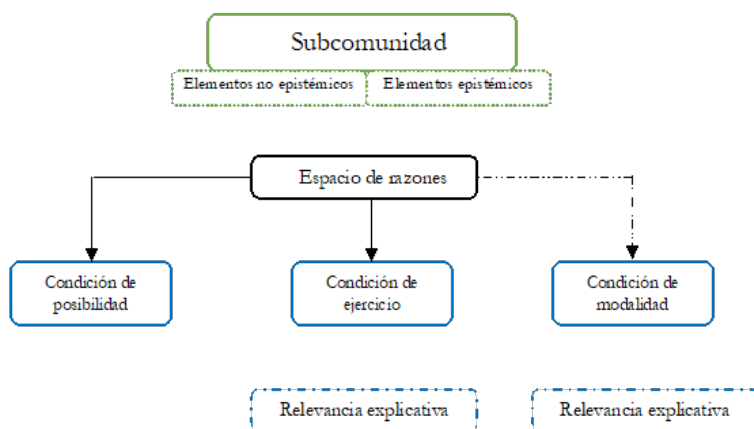 Subcomunidad
Elementos no epistémicos
Elementos epistémicos
Espacio de razones
Condición de
posibilidad
Condición de
ejercicio
Condición de
modalidad
Relevancia explicativa
Relevancia explicativa